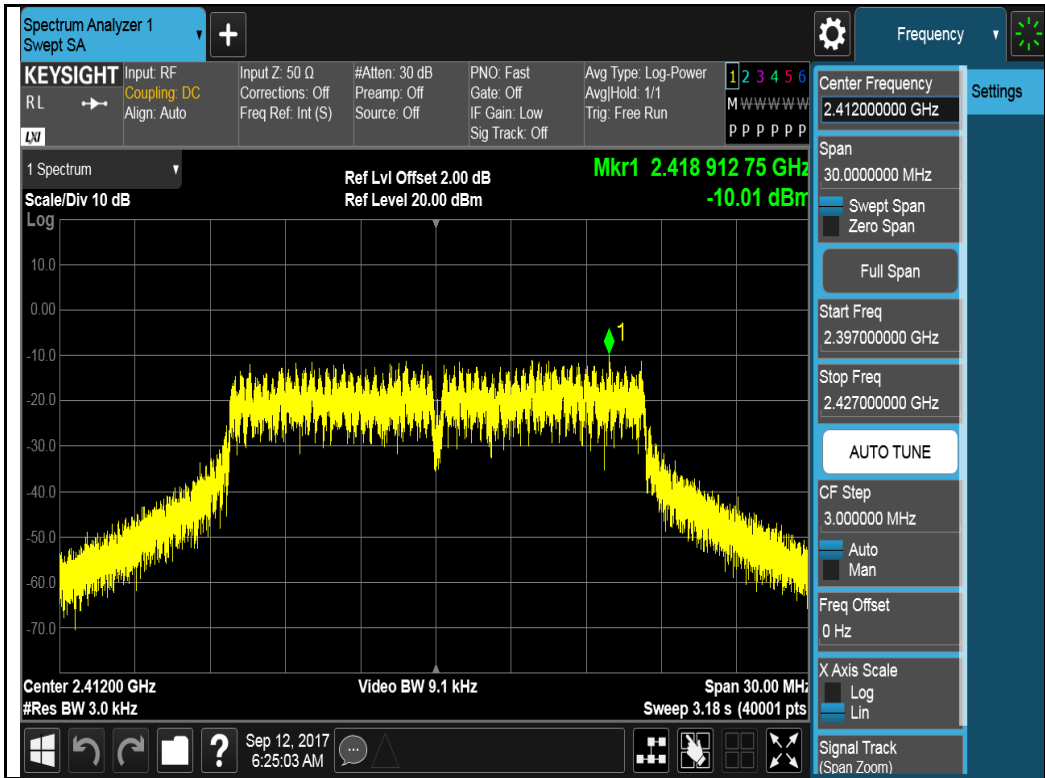 Spectrum Analyzer 1
Swept SA
+
Frequency
KEYSIGHT
R L
LXI
Input: RF
Coupling: DC
Align: Auto
Input Z: 50 Ω
Corrections: Off
Freq Ref: Int (S)
#Atten: 30 dB
Preamp: Off
Source: Off
PNO: Fast
Gate: Off
IF Gain: Low
Sig Track: Off
Avg Type: Log-Power
Avg|Hold: 1/1
Trig: Free Run
1 2 3 4 5 6
M W W W W W
P P P P P P
1 Spectrum
Scale/Div 10 dB
Log
Ref Lvl Offset 2.00 dB
Ref Level 20.00 dBm
Mkr1 2.418 912 75 GHz
-10.01 dBm
10.0
0.00
-10.0
-20.0
-30.0
-40.0
-50.0
-60.0
-70.0
1
Center 2.41200 GHz
#Res BW 3.0 kHz
Video BW 9.1 kHz
Span 30.00 MHz
Sweep 3.18 s (40001 pts
Center Frequency
2.412000000 GHz
Settings
Span
30.0000000 MHz
Swept Span
Zero Span
Full Span
Start Freq
2.397000000 GHz
Stop Freq
2.427000000 GHz
AUTO TUNE
CF Step
3.000000 MHz
Auto
Man
Freq Offset
0 Hz
X Axis Scale
Log
Lin
Signal Track
(Span Zoom)
?
Sep 12, 2017
6:25:03 AM